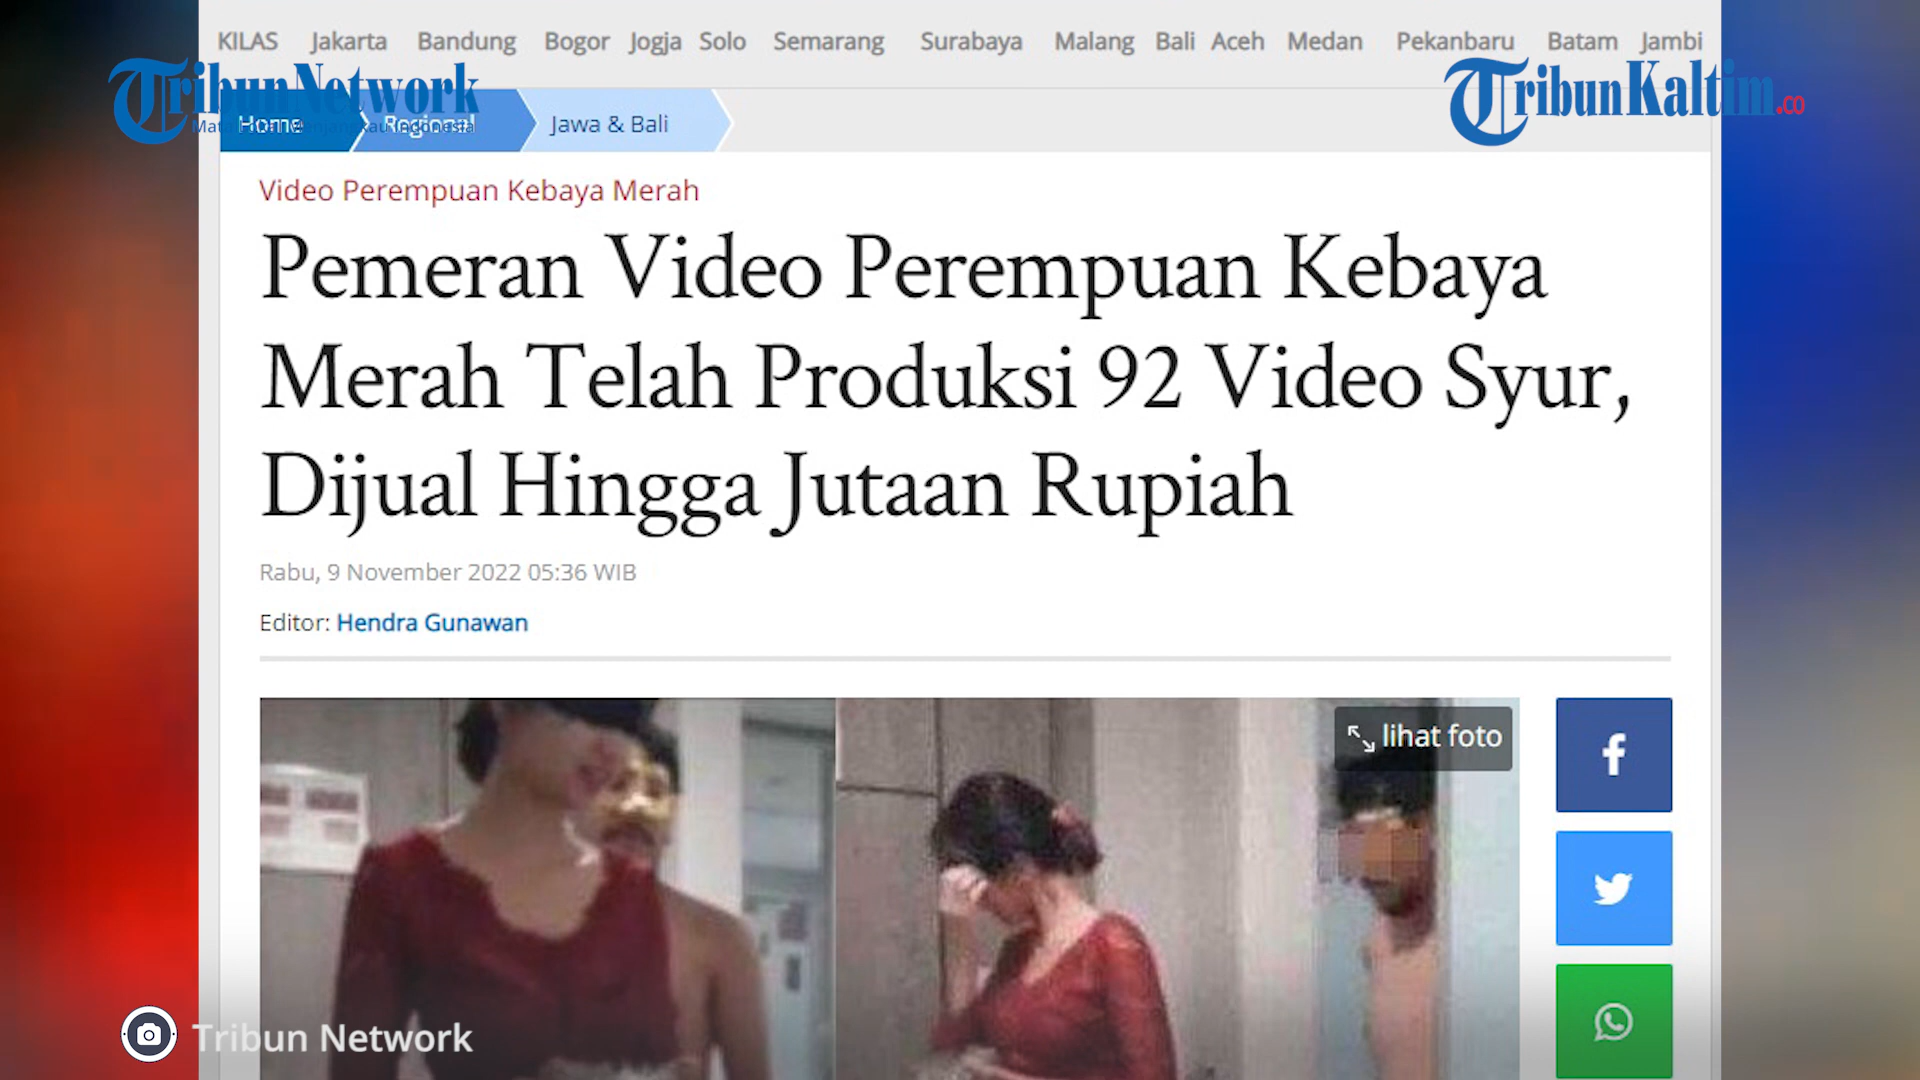 KILAS Jakarta Bandung Bogor Jogja Solo Semarang Surabaya Malang Bali Aceh Medan Pekanbaru Batam Jambi
TribunNetwork
TribunKaltim.co
Home Regional Jawa & Bali
Video Perempuan Kebaya Merah
Pemeran Video Perempuan Kebaya
Merah Telah Produksi 92 Video Syur,
Dijual Hingga Jutaan Rupiah
Rabu, 9 November 2022 05:36 WIB
Editor: Hendra Gunawan
lihat foto
Tribun Network